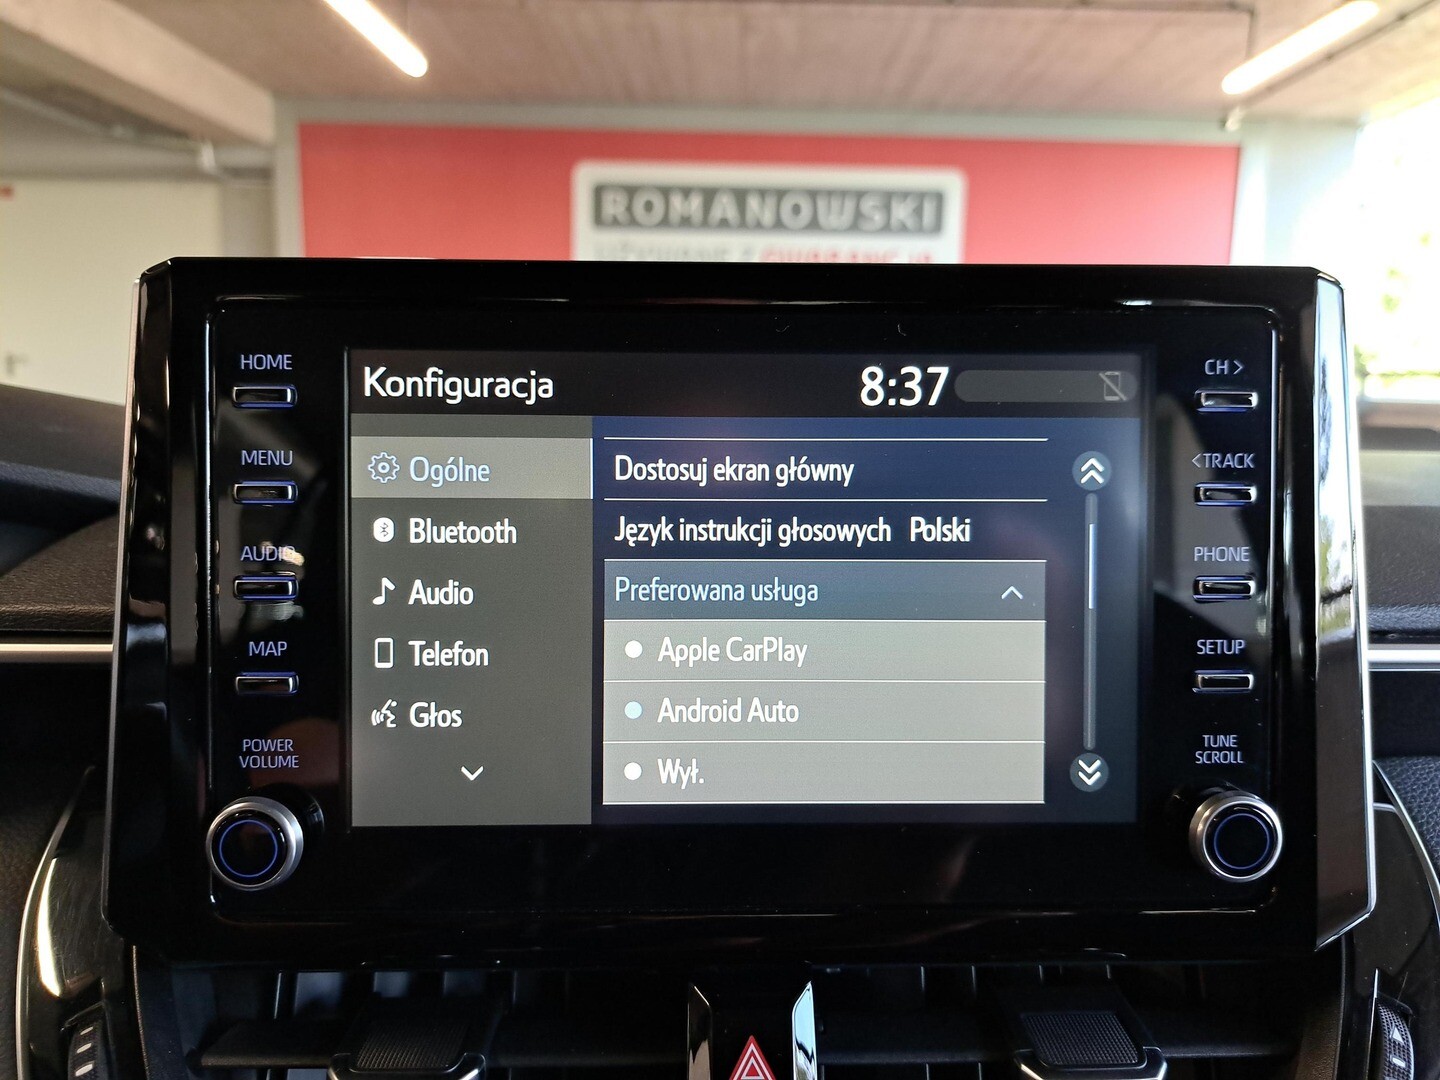 ROMANOWSKI
HOME
MENU
AUDIO
MAP
POWER
VOLUME
Konfiguracja
8:37
Ogólne
Bluetooth
Audio
Telefon
Głos
Dostosuj ekran główny
Język instrukcji głosowych Polski
Preferowana usługa
Apple CarPlay
Android Auto
Wył.
CH >
<TRACK
PHONE
SETUP
TUNE
SCROLL